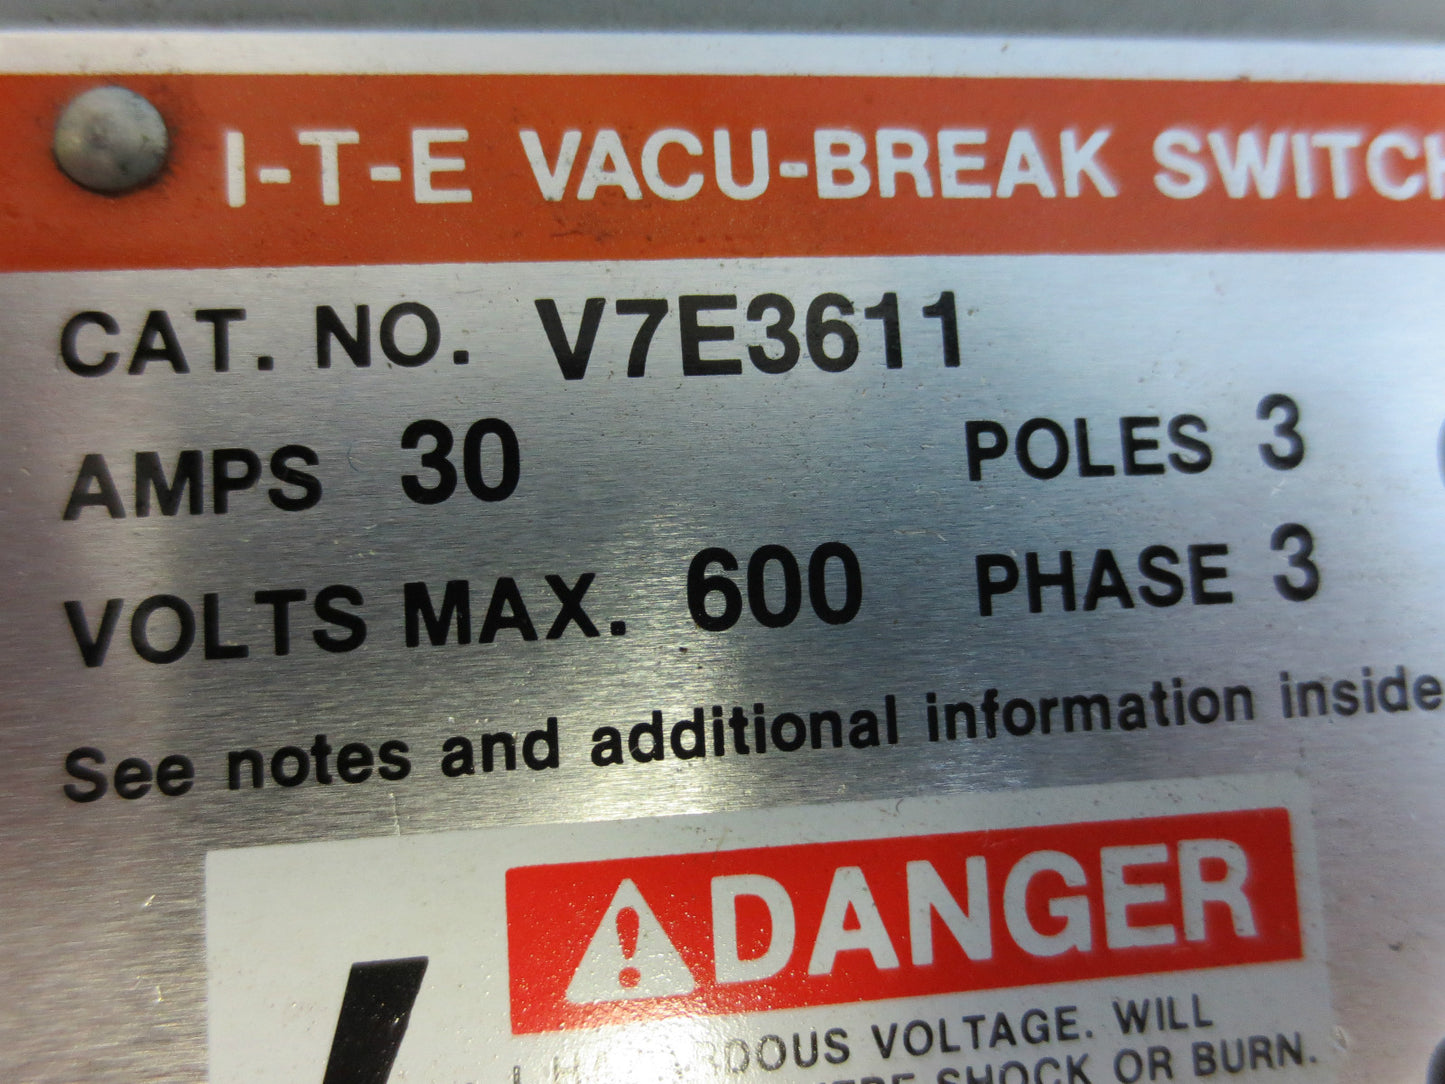 I-T-E VACU-BREAK SWITCH
CAT. NO. V7E3611
AMPS 30 POLES 3
VOLTS MAX. 600 PHASE 3
See notes and additional information inside
DANGER
VOLTAGE. WILL
SHOCK OR BURN.